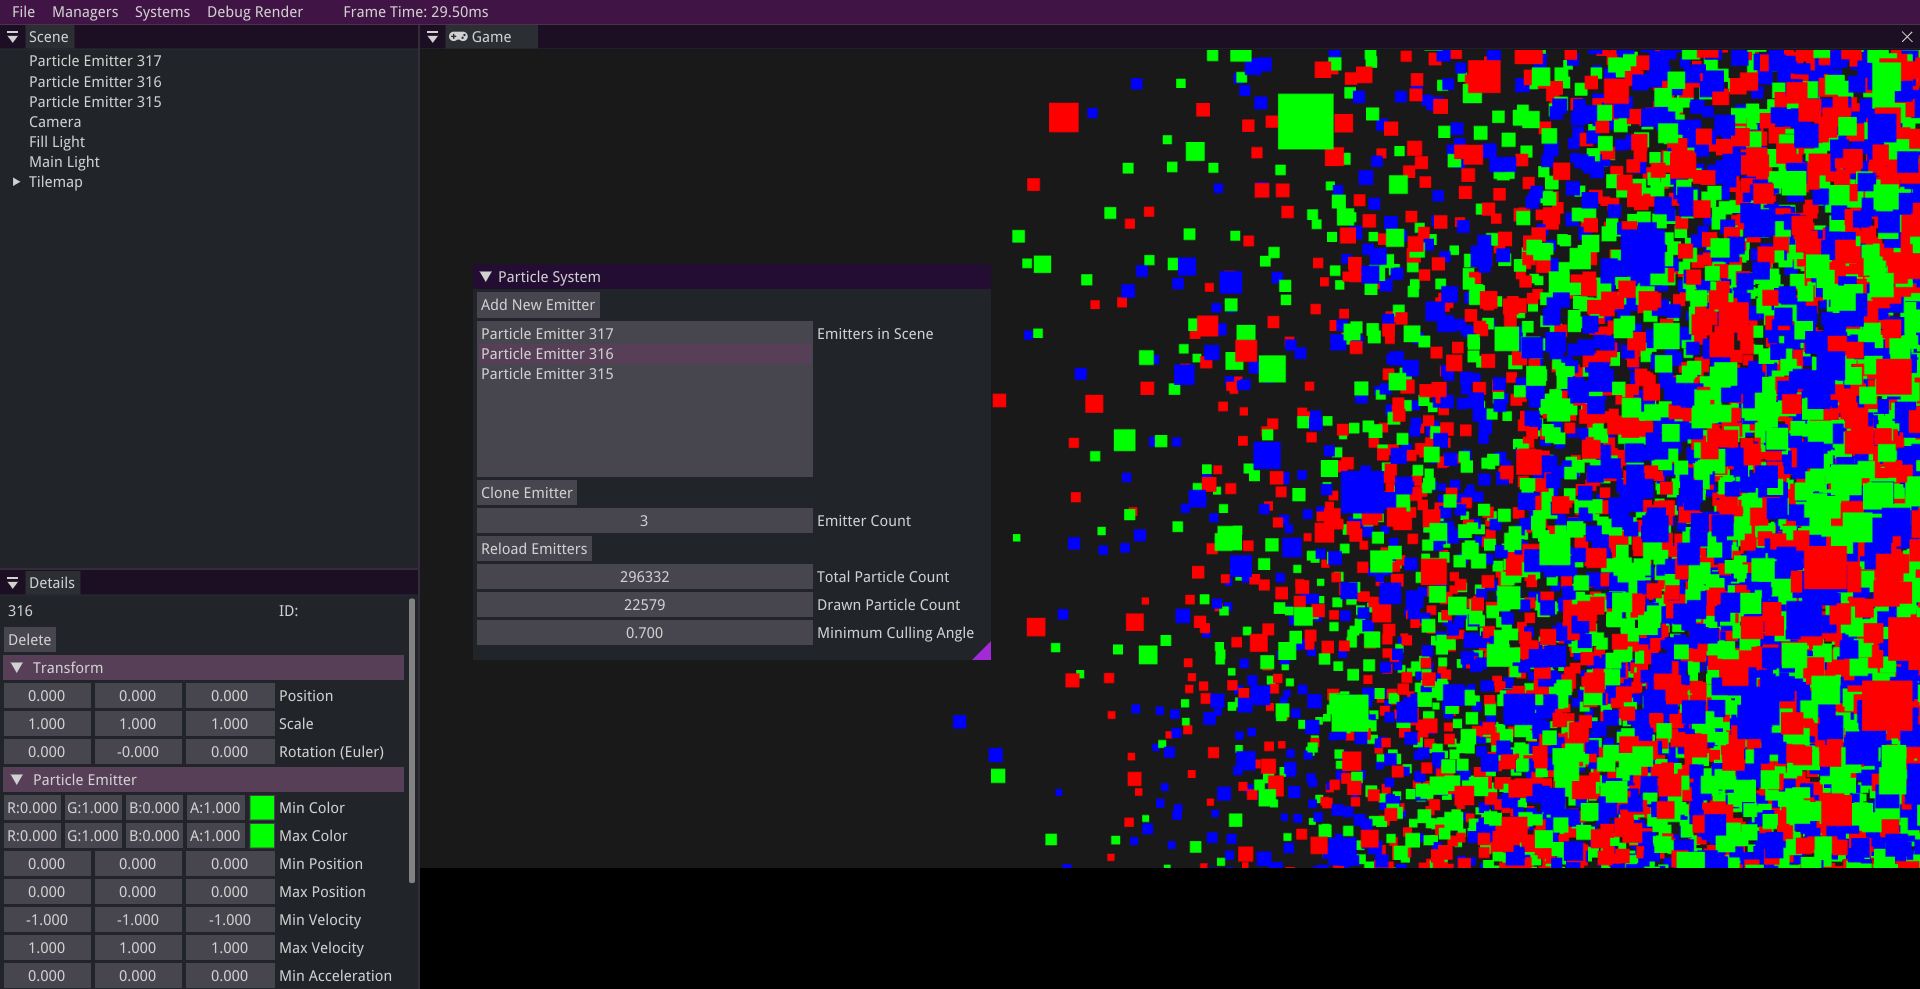 File Managers Systems Debug Render Frame Time: 29.50ms
Scene
Particle Emitter 317
Particle Emitter 316
Particle Emitter 315
Camera
Fill Light
Main Light
Tilemap
Details
316 ID:
Delete
Transform
0.000 0.000 0.000 Position
1.000 1.000 1.000 Scale
0.000 -0.000 0.000 Rotation (Euler)
Particle Emitter
R:0.000 G:1.000 B:0.000 A:1.000 Min Color
R:0.000 G:1.000 B:0.000 A:1.000 Max Color
0.000 0.000 0.000 Min Position
0.000 0.000 0.000 Max Position
-1.000 -1.000 -1.000 Min Velocity
1.000 1.000 1.000 Max Velocity
0.000 0.000 0.000 Min Acceleration
Game
Particle System
Add New Emitter
Particle Emitter 317 Emitters in Scene
Particle Emitter 316
Particle Emitter 315
Clone Emitter
3 Emitter Count
Reload Emitters
296332 Total Particle Count
22579 Drawn Particle Count
0.700 Minimum Culling Angle